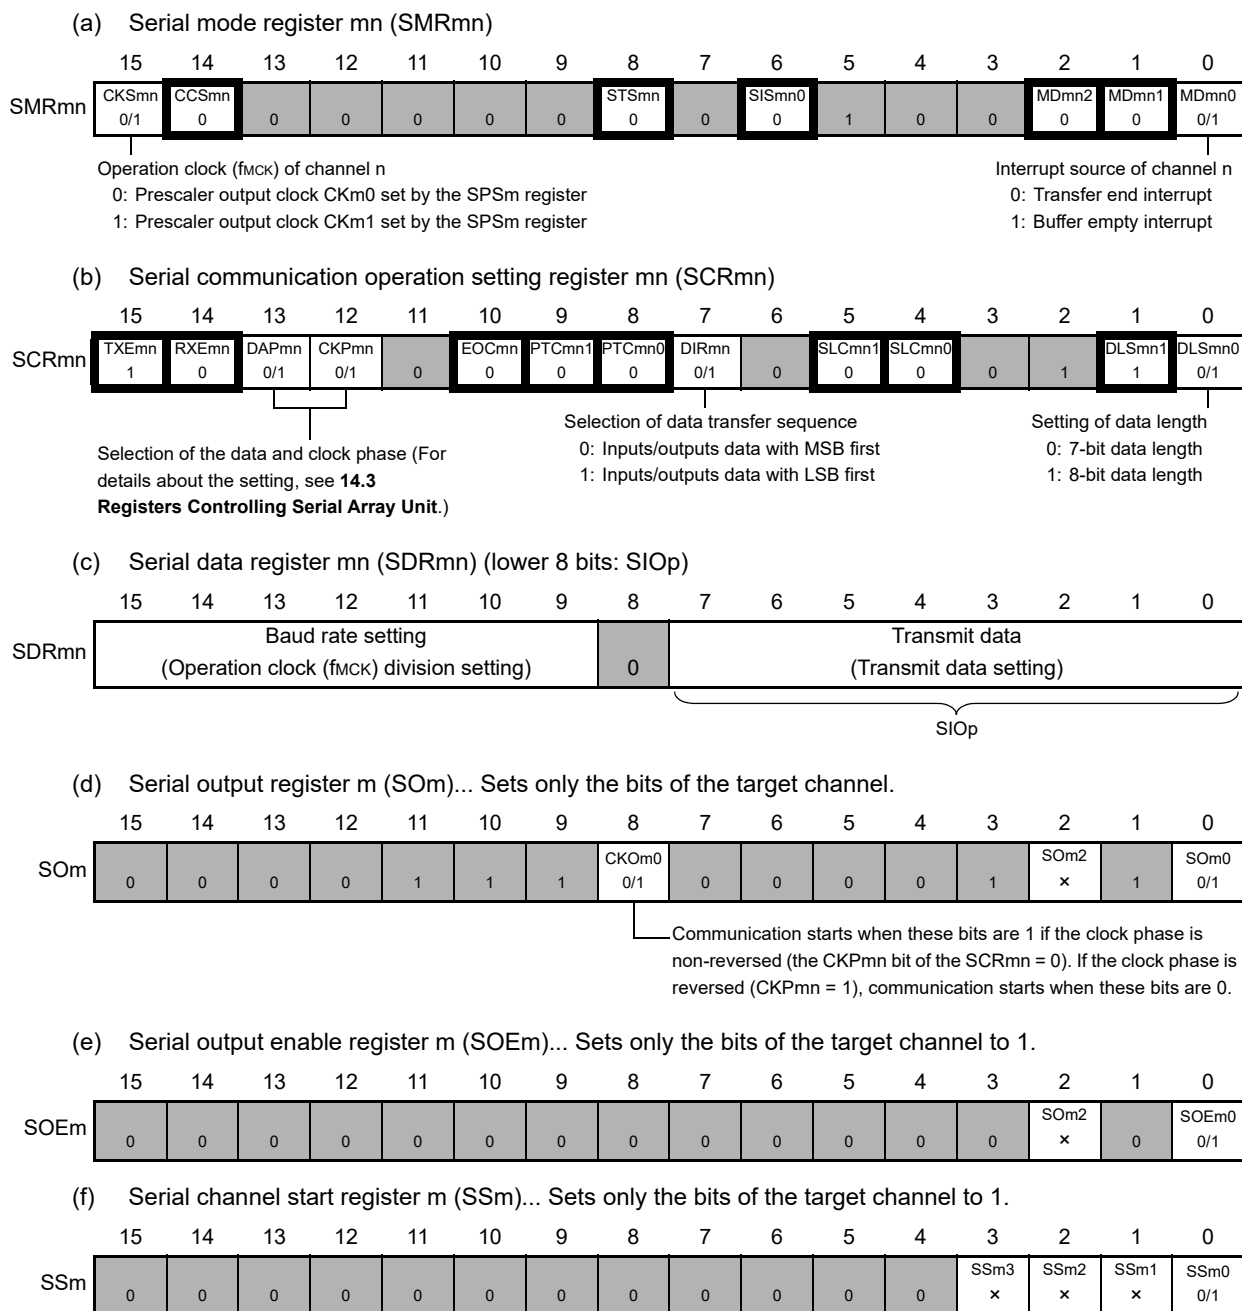 (a) Serial mode register mn (SMRmn)
15 14 13 12 11 10 9 8 7 6 5 4 3 2 1 0
SMRmn CKSmn CCSmn STSmn SISmn0 MDmn2 MDmn1 MDmn0
0/1 0 0 0 0 0 0 0 0 0 1 0 0 0 0 0/1
Operation clock (fMCK) of channel n
0: Prescaler output clock CKm0 set by the SPSm register
1: Prescaler output clock CKm1 set by the SPSm register
Interrupt source of channel n
0: Transfer end interrupt
1: Buffer empty interrupt
(b) Serial communication operation setting register mn (SCRmn)
15 14 13 12 11 10 9 8 7 6 5 4 3 2 1 0
SCRmn TXEmn RXEmn DAPmn CKPmn EOCmn PTCmn1 PTCmn0 DIRmn SLCmn1 SLCmn0 DLSmn1 DLSmn0
1 0 0/1 0/1 0 0 0 0 0/1 0 0 0 0 1 1 0/1
Selection of the data and clock phase (For
details about the setting, see 14.3
Registers Controlling Serial Array Unit.)
Selection of data transfer sequence
0: Inputs/outputs data with MSB first
1: Inputs/outputs data with LSB first
Setting of data length
0: 7-bit data length
1: 8-bit data length
(c) Serial data register mn (SDRmn) (lower 8 bits: SIOp)
15 14 13 12 11 10 9 8 7 6 5 4 3 2 1 0
SDRmn
Baud rate setting
(Operation clock (fMCK) division setting)
0
Transmit data
(Transmit data setting)
SIOp
(d) Serial output register m (SOm)... Sets only the bits of the target channel.
15 14 13 12 11 10 9 8 7 6 5 4 3 2 1 0
SOm CKOm0 SOm2 SOm0
0 0 0 0 1 1 1 0/1 0 0 0 0 1 × 1 0/1
Communication starts when these bits are 1 if the clock phase is
non-reversed (the CKPmn bit of the SCRmn = 0). If the clock phase is
reversed (CKPmn = 1), communication starts when these bits are 0.
(e) Serial output enable register m (SOEm)... Sets only the bits of the target channel to 1.
15 14 13 12 11 10 9 8 7 6 5 4 3 2 1 0
SOEm SOm2 SOEm0
0 0 0 0 0 0 0 0 0 0 0 0 0 × 0 0/1
(f) Serial channel start register m (SSm)... Sets only the bits of the target channel to 1.
15 14 13 12 11 10 9 8 7 6 5 4 3 2 1 0
SSm SSm3 SSm2 SSm1 SSm0
0 0 0 0 0 0 0 0 0 0 0 0 × × × 0/1